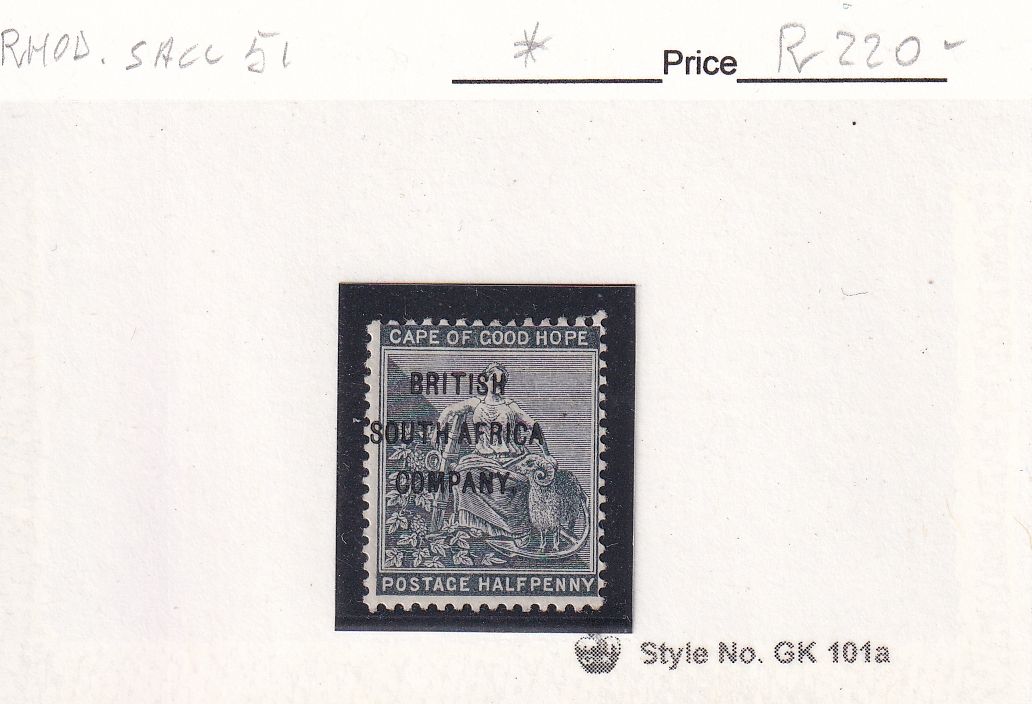 RHOD. SACC 51 * Price R220-
CAPE OF GOOD HOPE
BRITISH
SOUTH AFRICA
COMPANY.
POSTAGE HALFPENNY
Style No. GK 101a